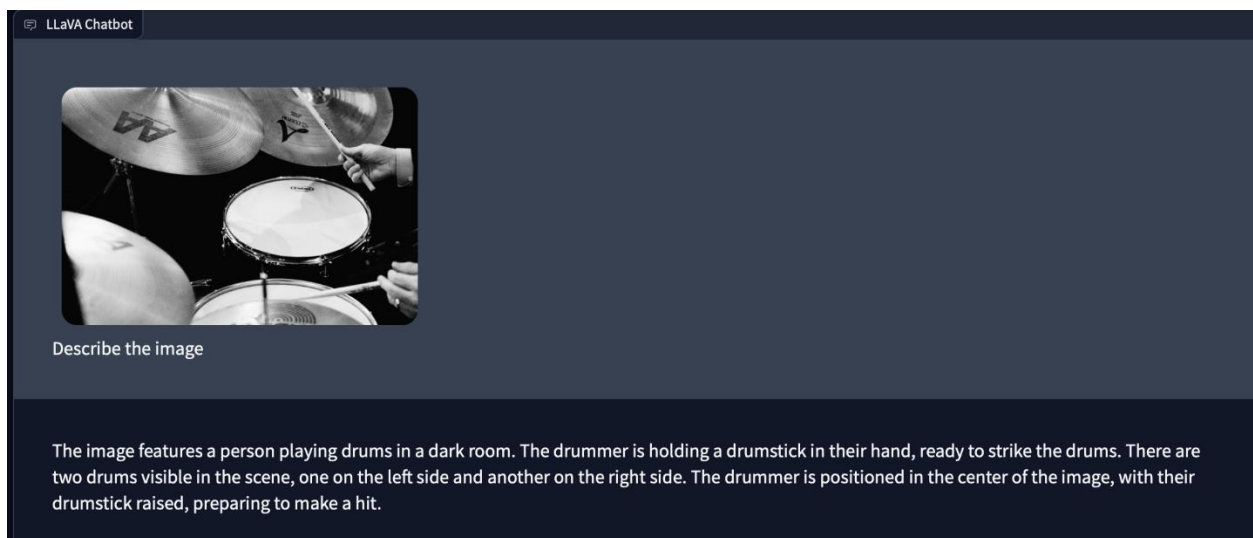 LLaVA Chatbot
AA
Describe the image
The image features a person playing drums in a dark room. The drummer is holding a drumstick in their hand, ready to strike the drums. There are
two drums visible in the scene, one on the left side and another on the right side. The drummer is positioned in the center of the image, with their
drumstick raised, preparing to make a hit.